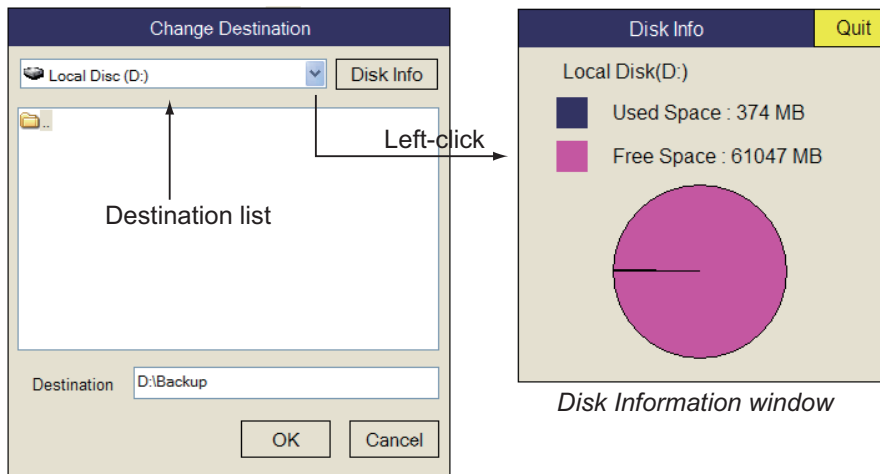 Change Destination
Local Disc (D:)
Disk Info
..
Destination list
Destination
D:\Backup
OK
Cancel
Left-click
Disk Info
Quit
Local Disk(D:)
Used Space : 374 MB
Free Space : 61047 MB
Disk Information window